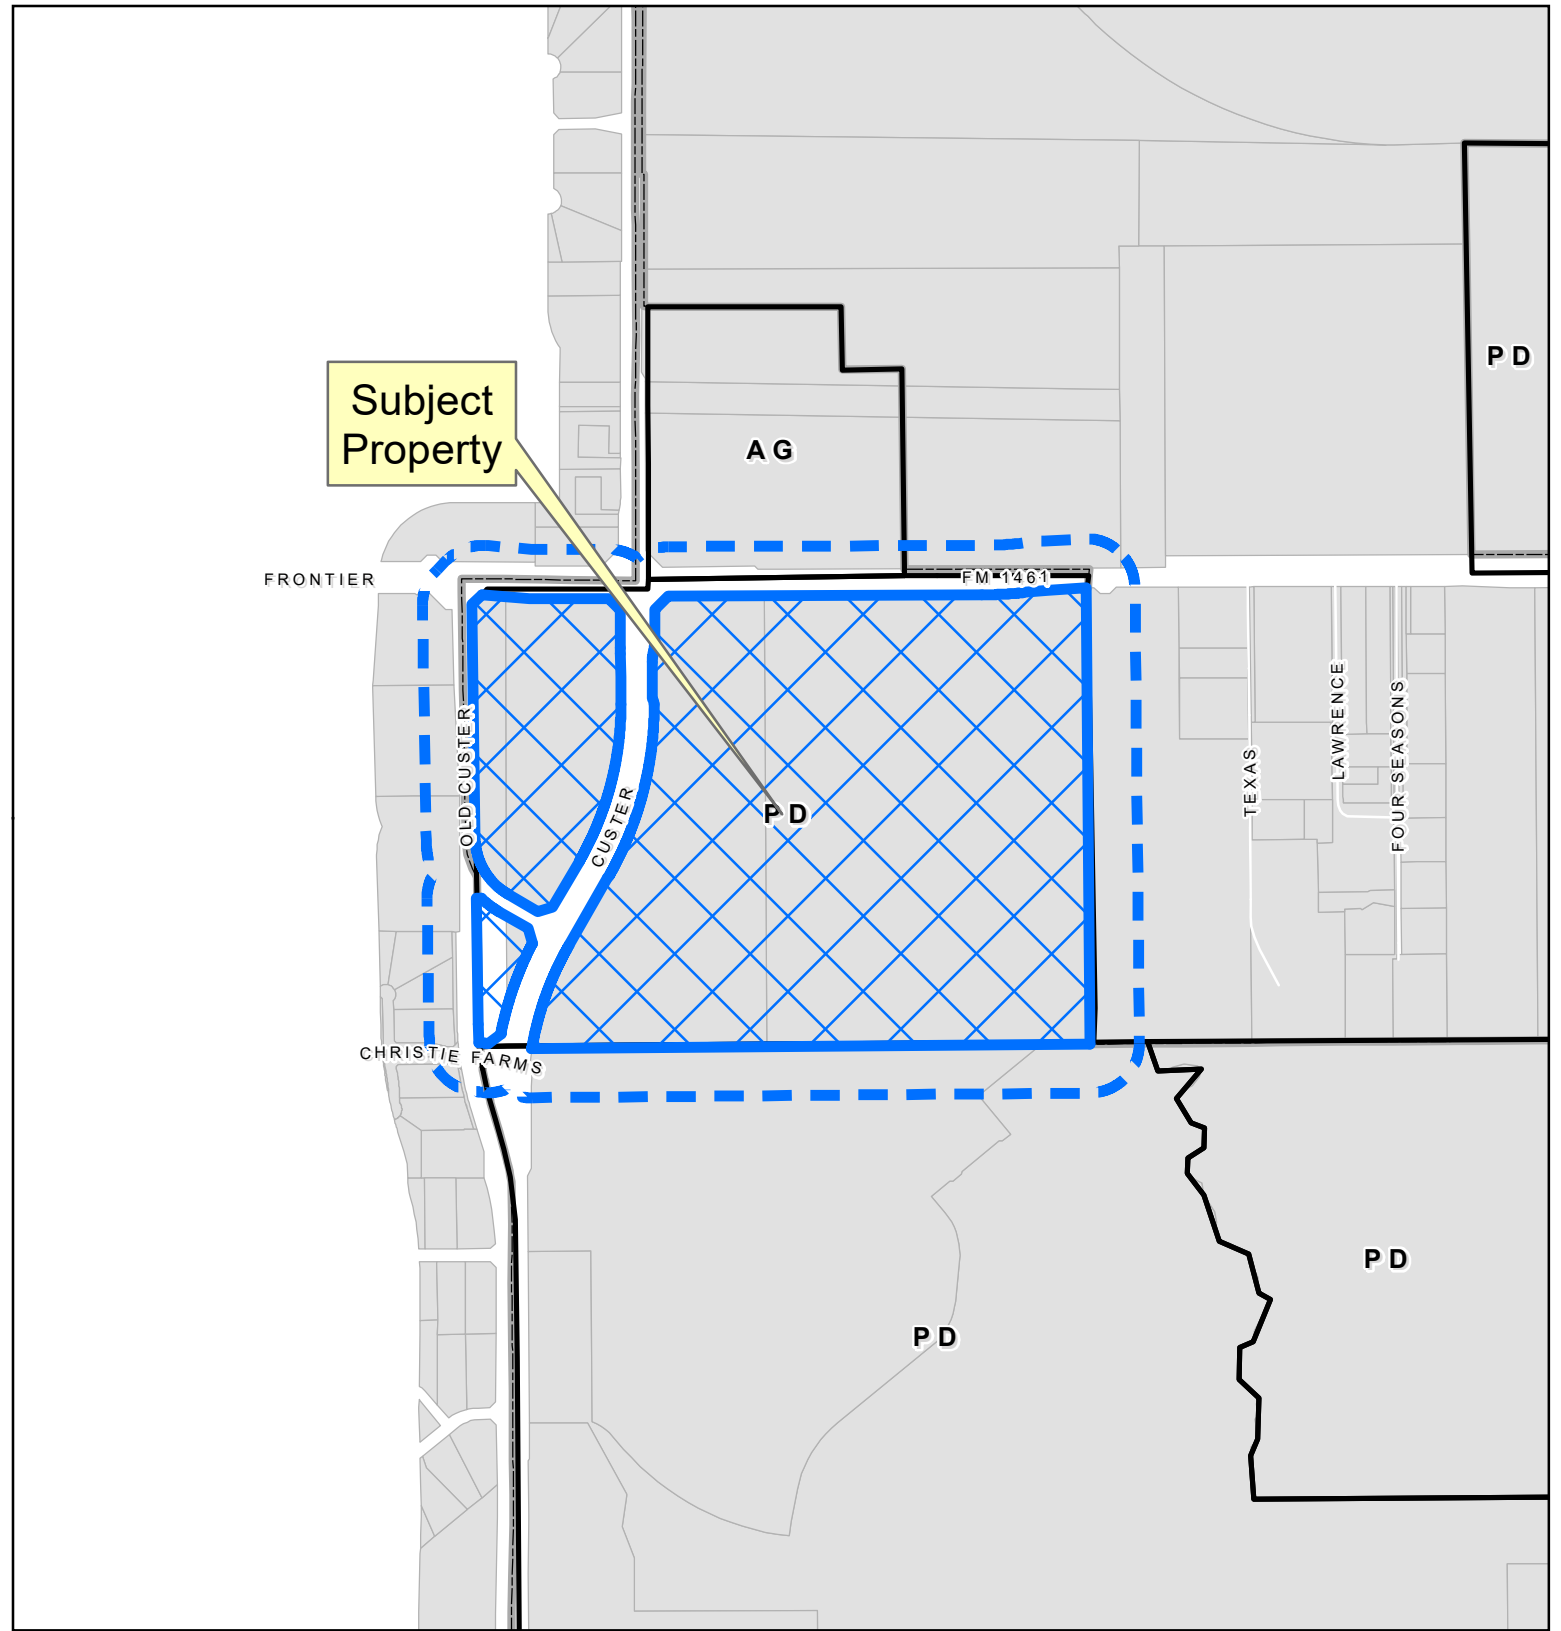 PD
Subject
Property
AG
FRONTIER
FM 1461
OLD CUSTER
CUSTER
PD
TEXAS
LAWRENCE
FOUR SEASONS
CHRISTIE FARMS
PD
PD